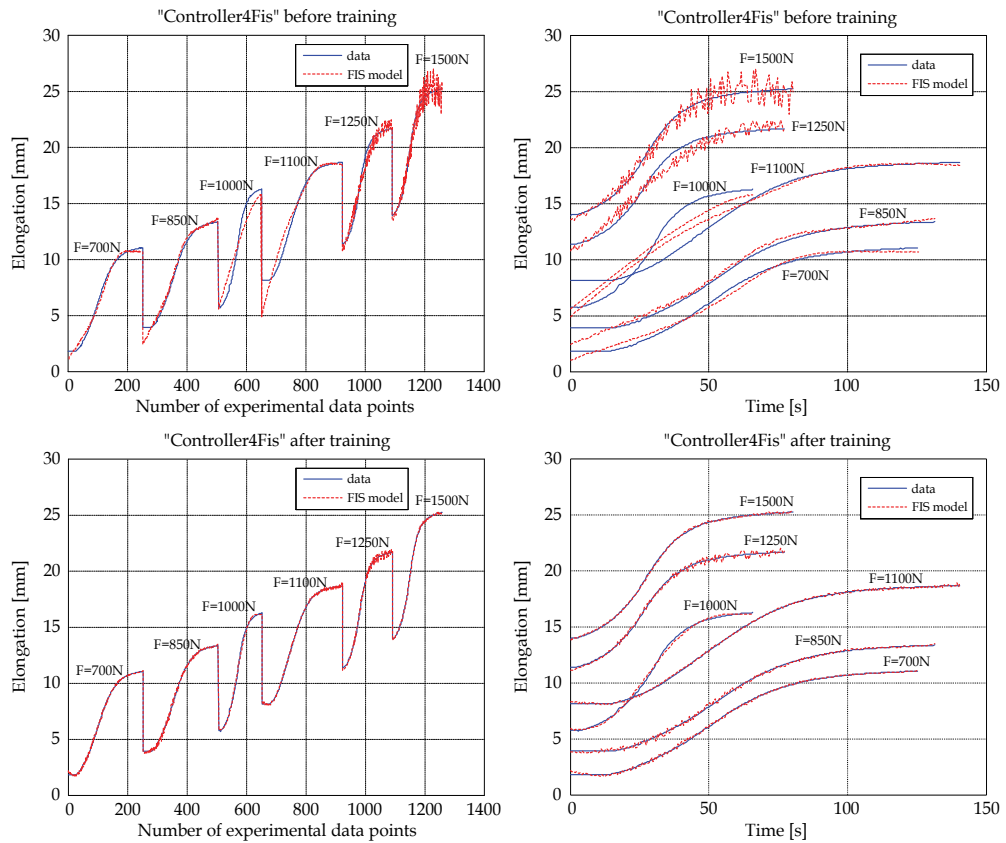 "Controller4Fis" before training
30
25
20
15
10
5
0
0
200
400
600
800
1000
1200
1400
Elongation [mm]
Number of experimental data points
data
FIS model
F=700N
F=850N
F=1000N
F=1100N
F=1250N
F=1500N
"Controller4Fis" before training
30
25
20
15
10
5
0
0
50
100
150
Elongation [mm]
Time [s]
data
FIS model
F=1500N
F=1250N
F=1100N
F=1000N
F=850N
F=700N
"Controller4Fis" after training
30
25
20
15
10
5
0
0
200
400
600
800
1000
1200
1400
Elongation [mm]
Number of experimental data points
data
FIS model
F=700N
F=850N
F=1000N
F=1100N
F=1250N
F=1500N
"Controller4Fis" after training
30
25
20
15
10
5
0
0
50
100
150
Elongation [mm]
Time [s]
data
FIS model
F=1500N
F=1250N
F=1100N
F=1000N
F=850N
F=700N